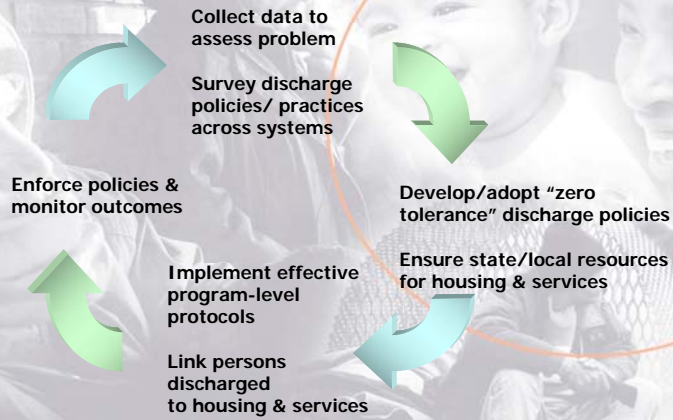 Collect data to
assess problem
Survey discharge
policies/ practices
across systems
Develop/adopt “zero
tolerance” discharge policies
Ensure state/local resources
for housing & services
Implement effective
program-level
protocols
Link persons
discharged
to housing & services
Enforce policies &
monitor outcomes